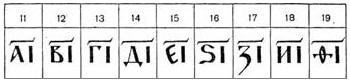 11 12 13 14 15 16 17 18 19
А҃І В҃І Г҃І Д҃І Є҃І Ѕ҃І З҃І И҃І Ѳ҃І